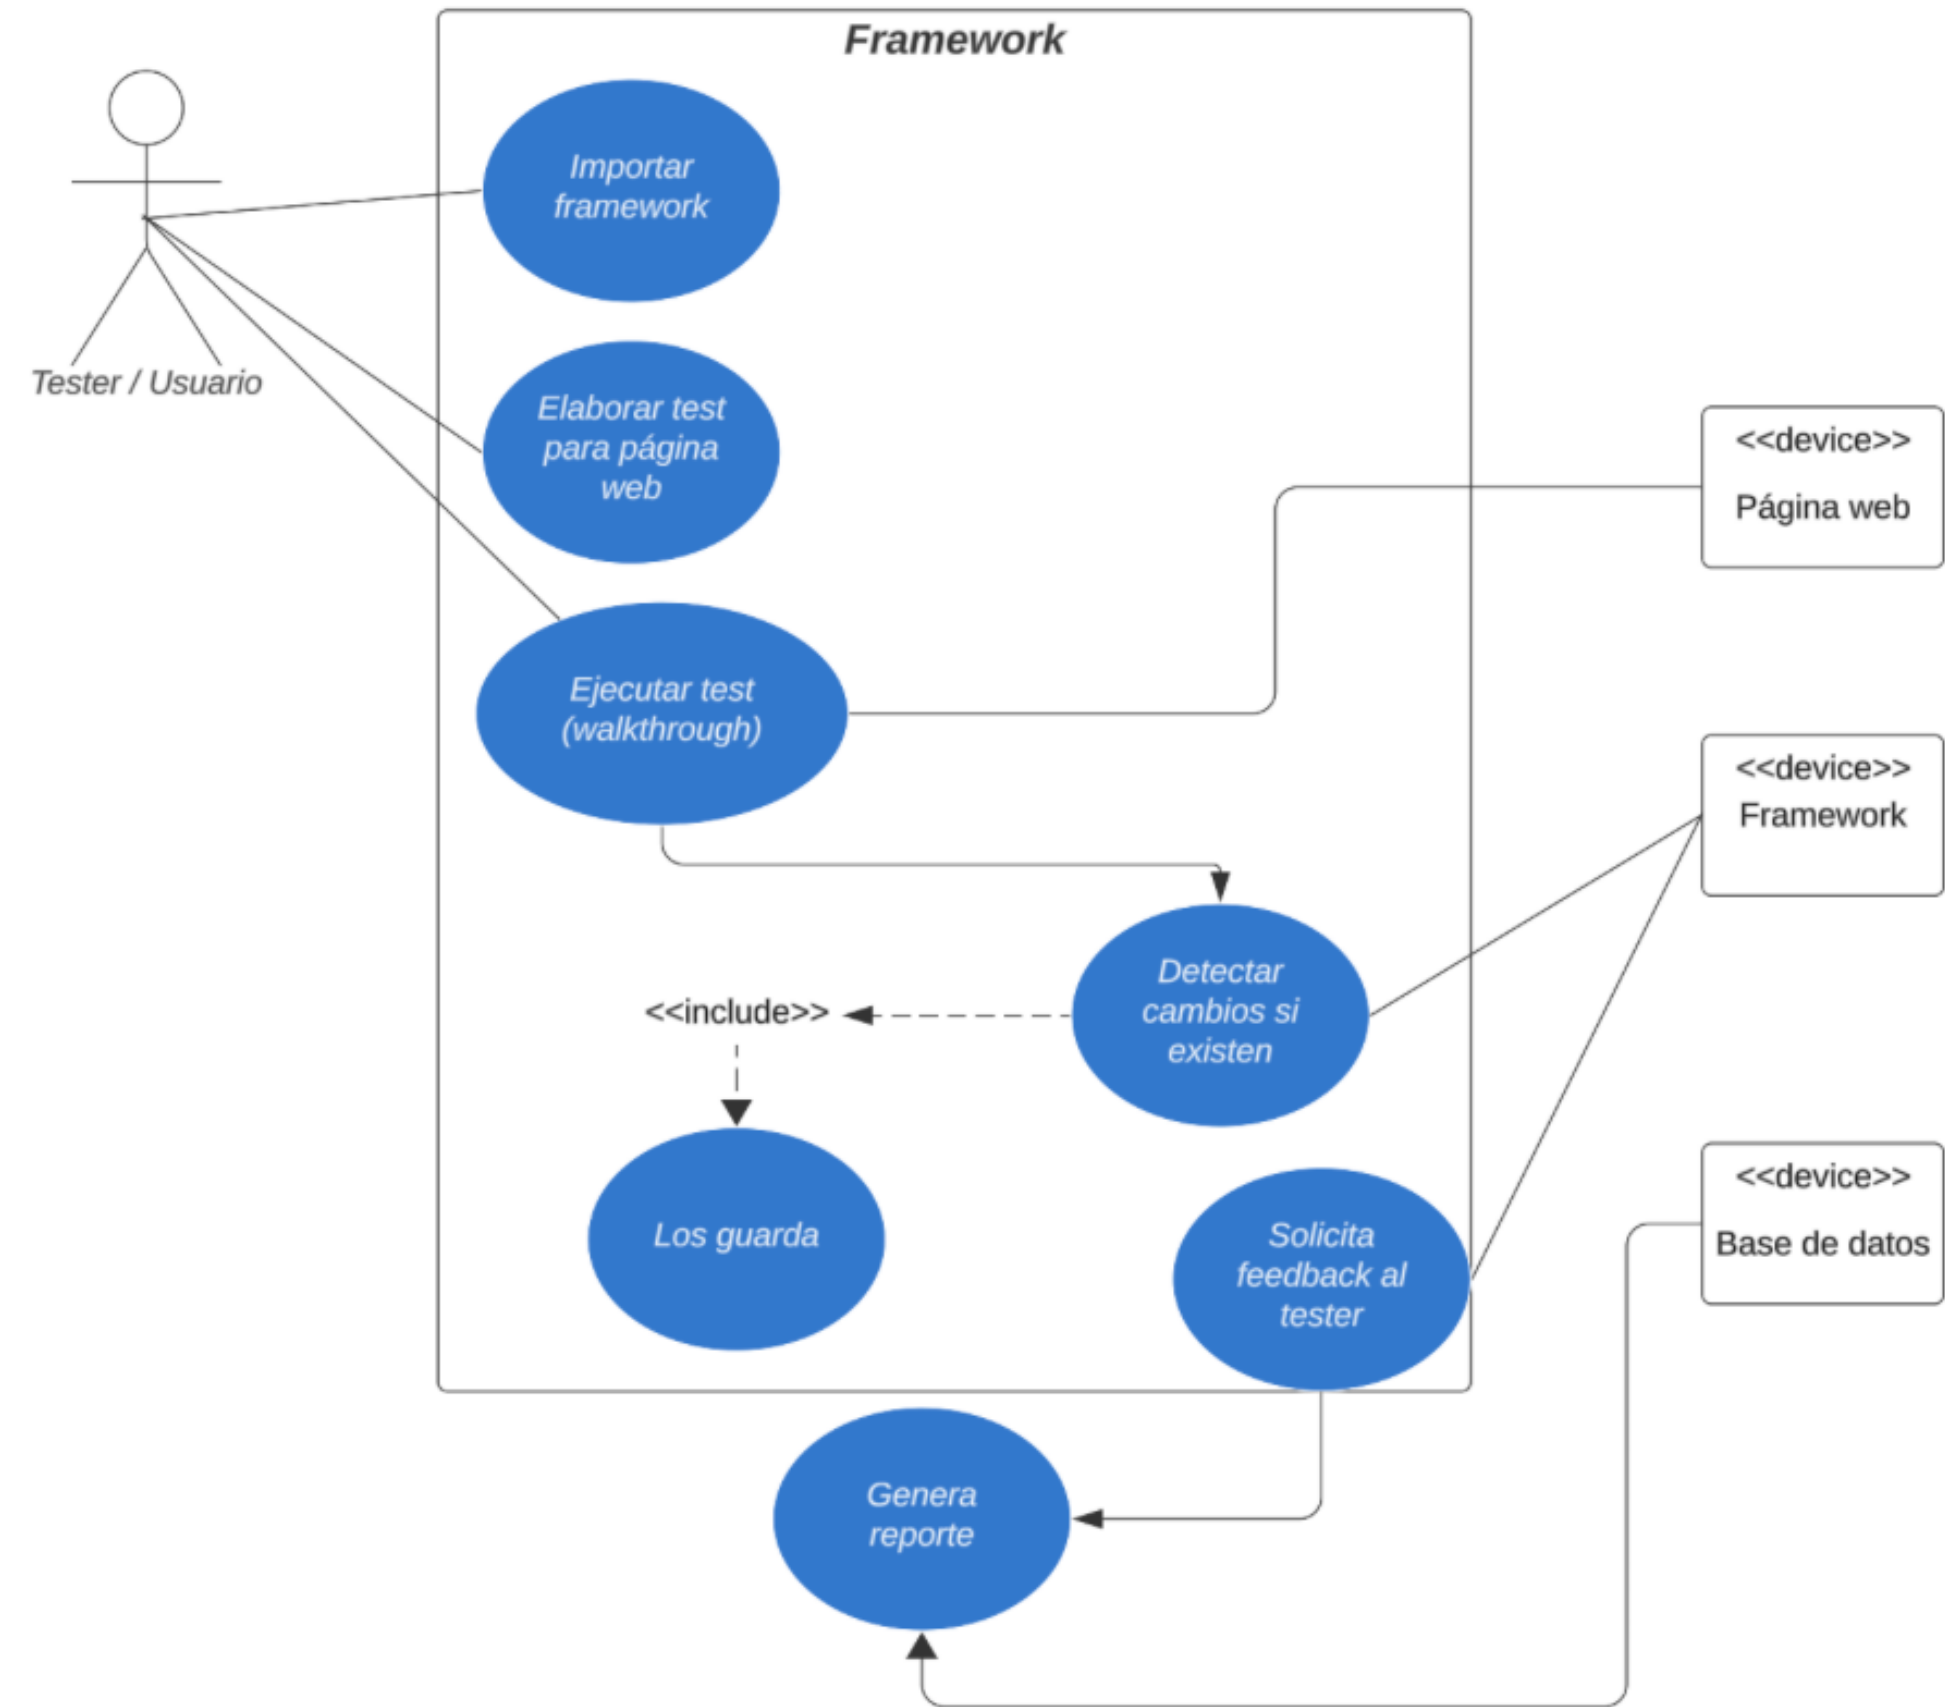 Framework
Importar
framework
Tester / Usuario
Elaborar test
para página
web
<<device>>
Página web
Ejecutar test
(walkthrough)
<<device>>
Framework
Detectar
cambios si
existen
<<include>>
<<device>>
Base de datos
Los guarda
Solicita
feedback al
tester
Genera
reporte